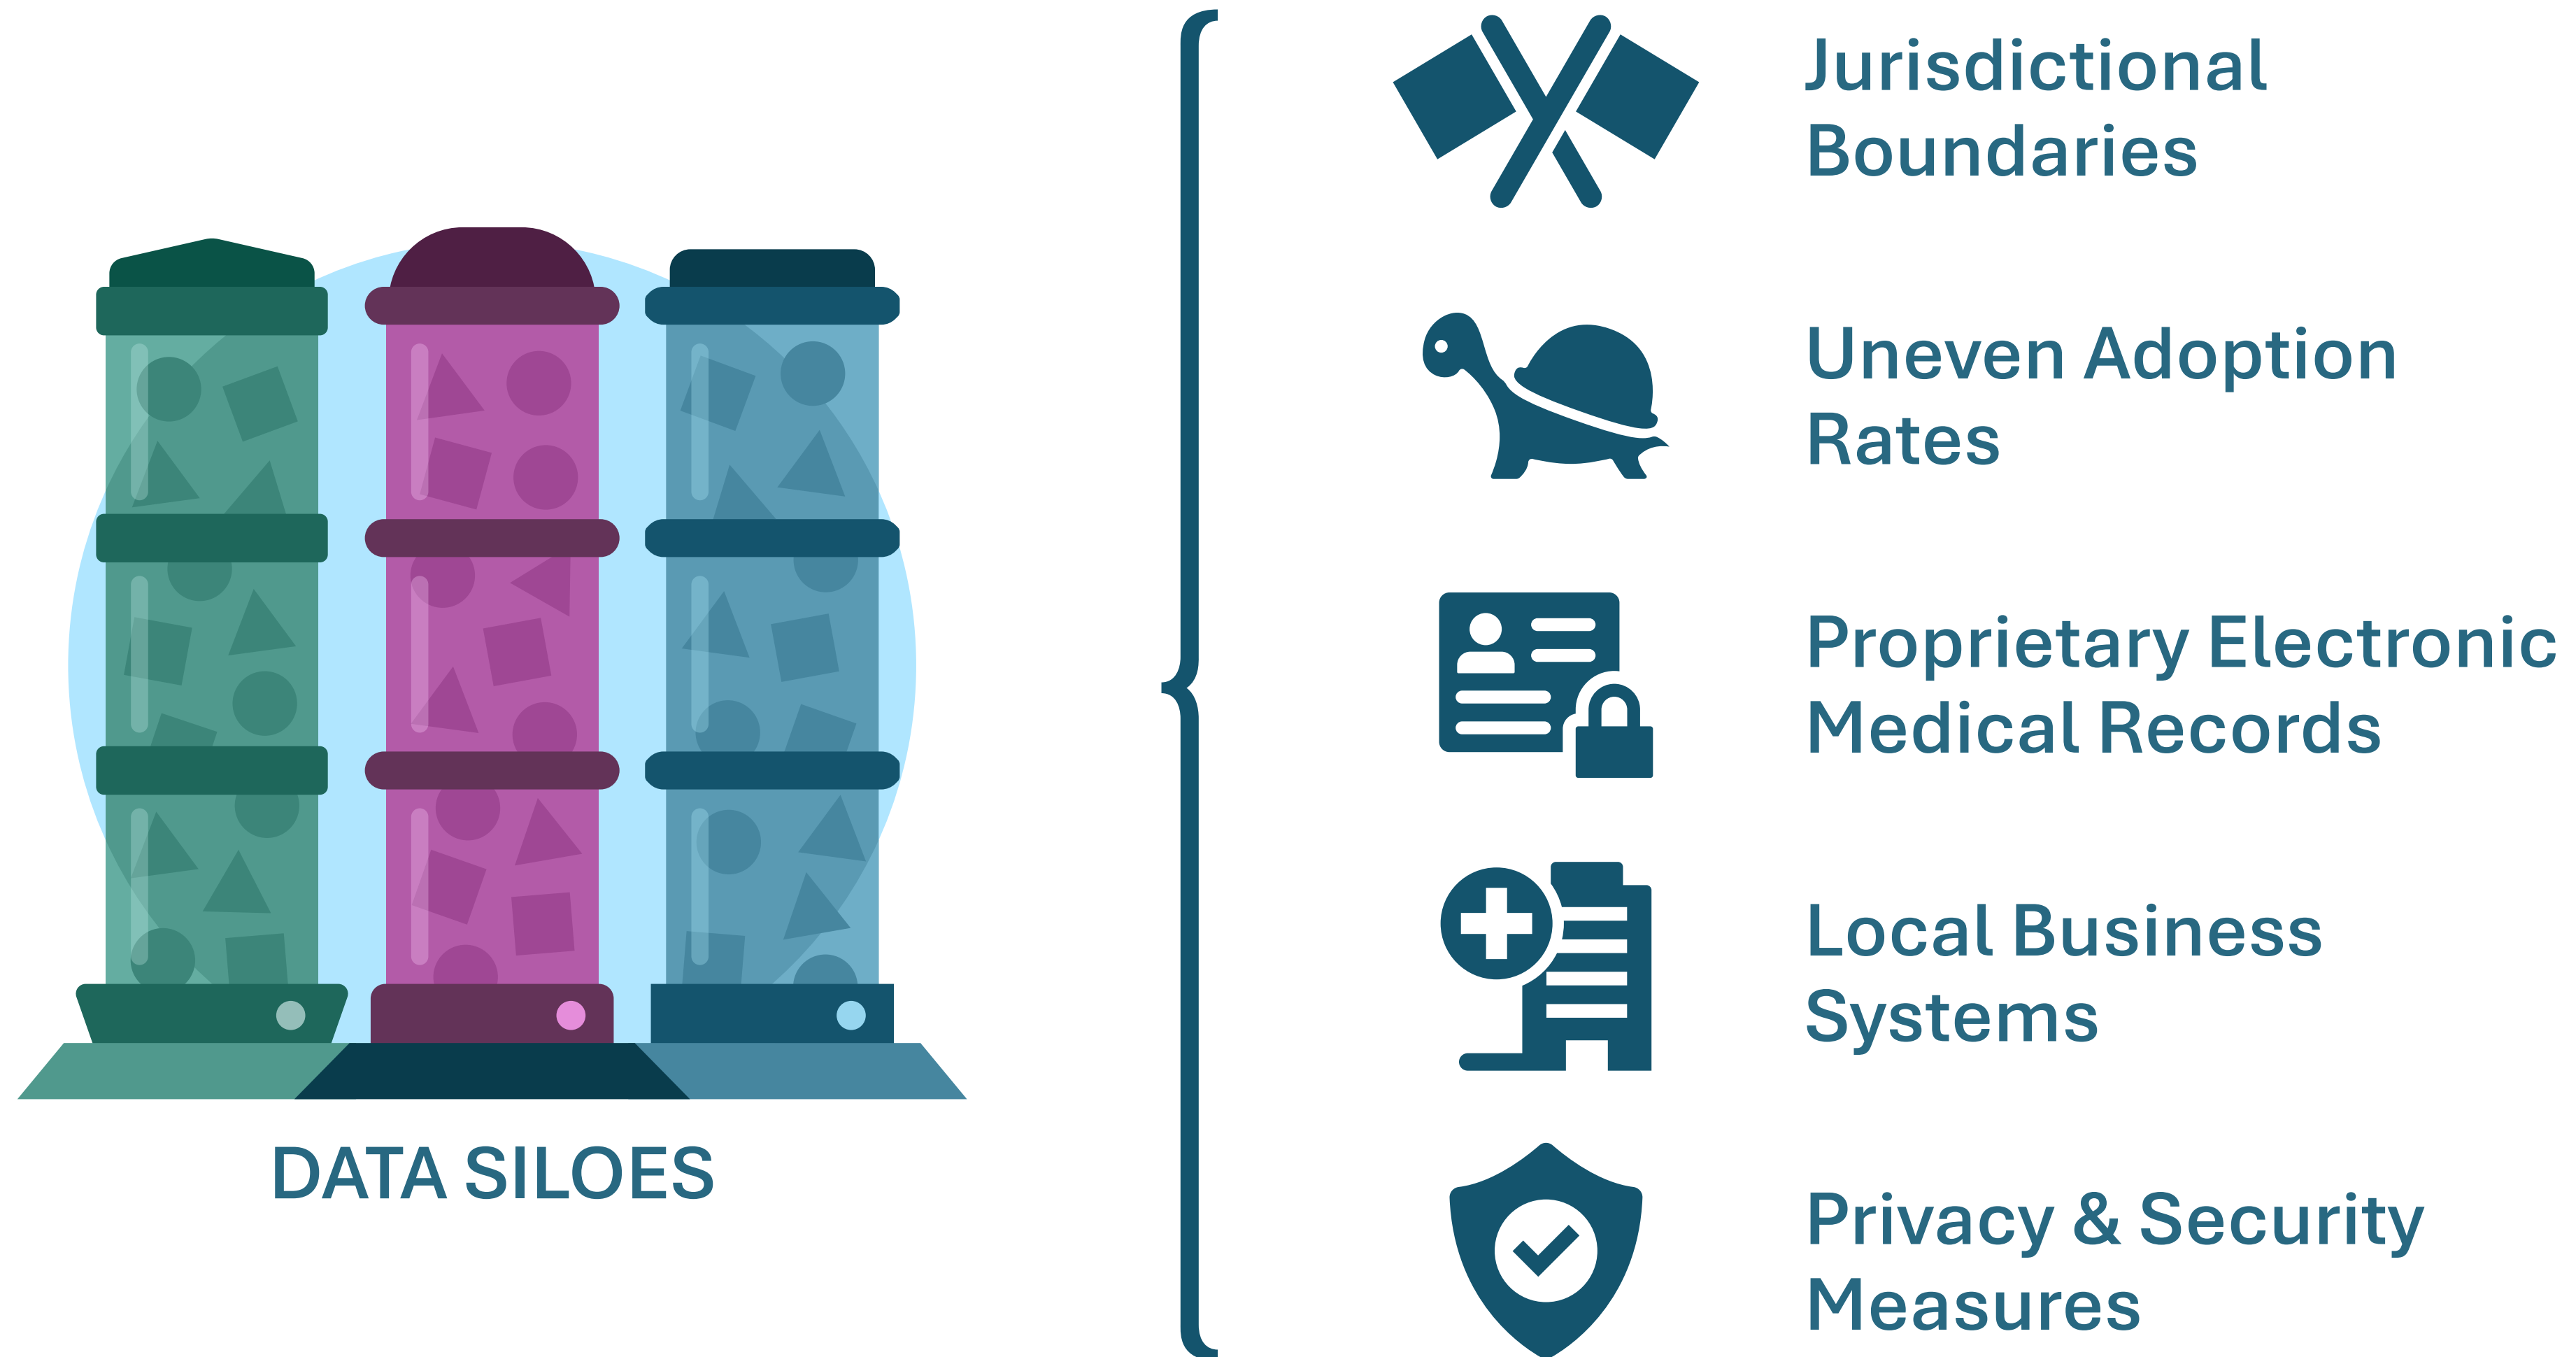 DATA SILOES
Jurisdictional
Boundaries
Uneven Adoption
Rates
Proprietary Electronic
Medical Records
Local Business
Systems
Privacy & Security
Measures